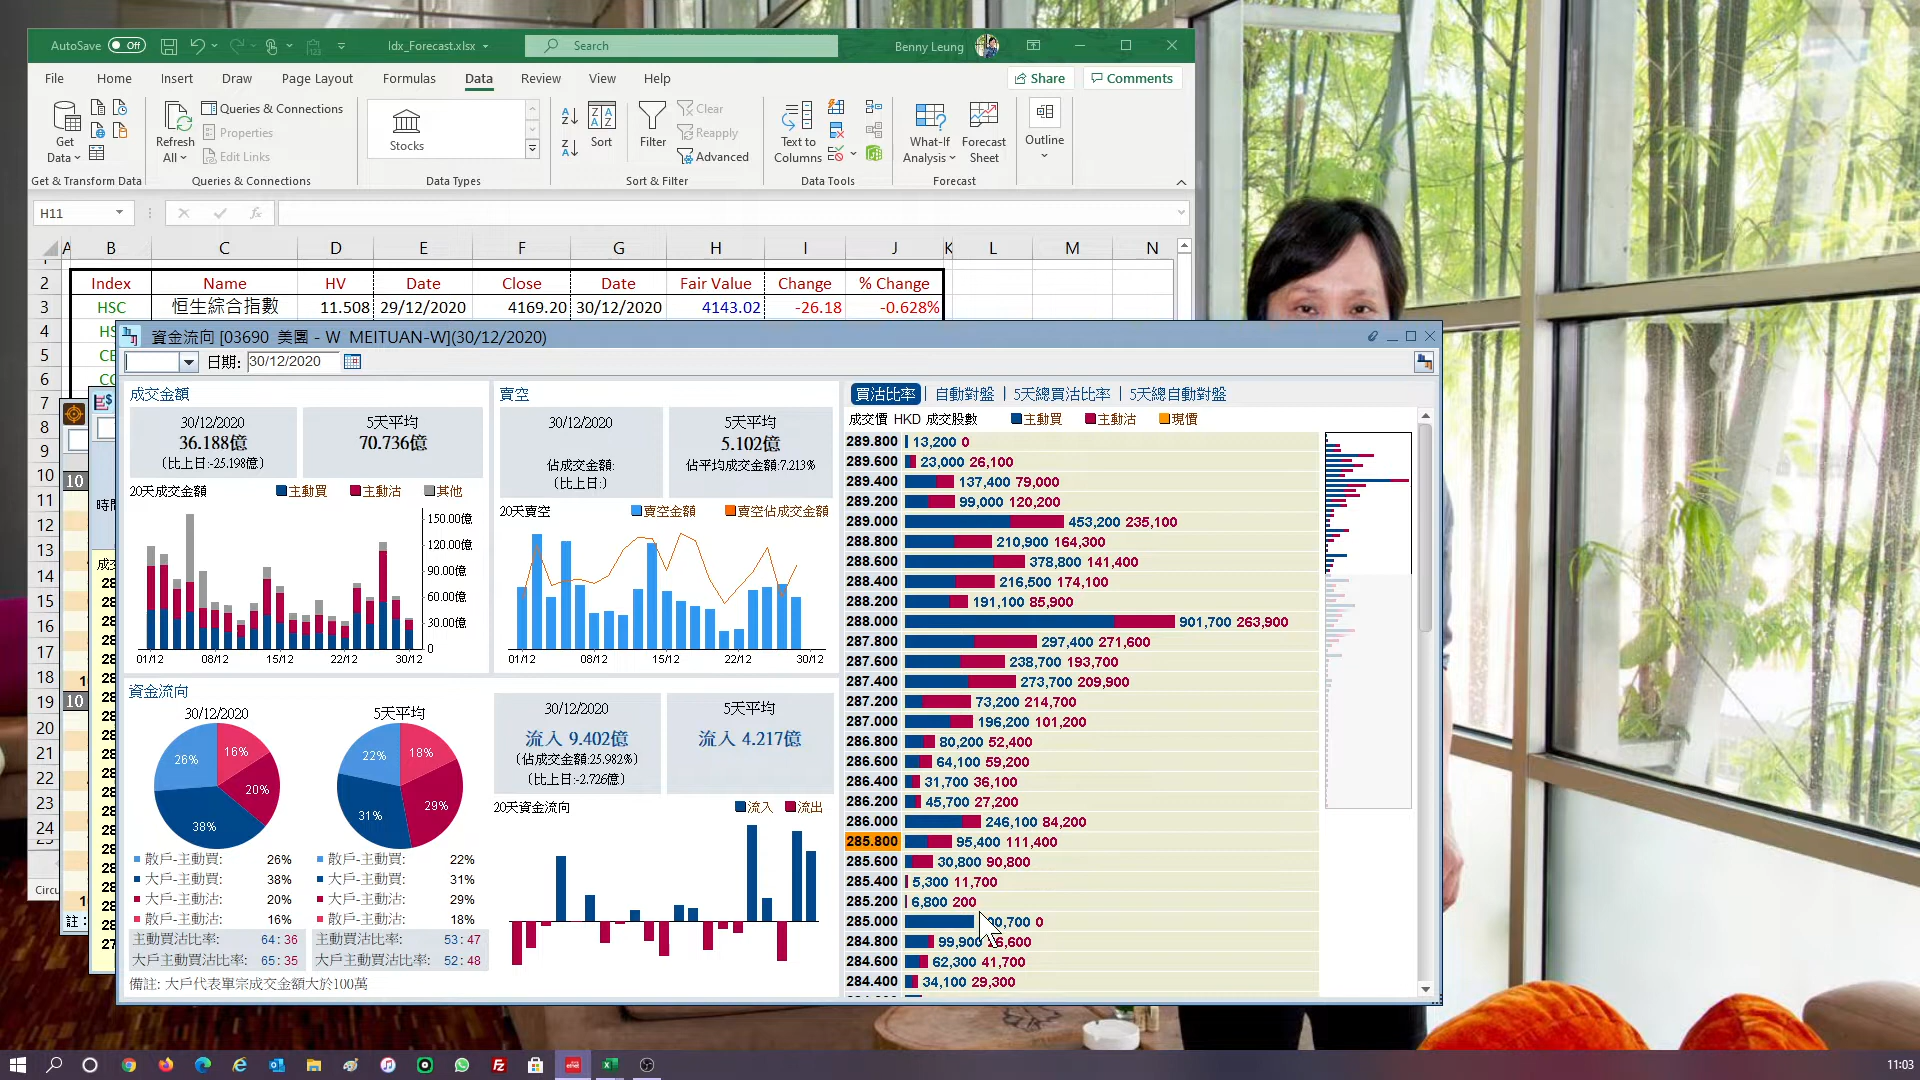 AutoSave Off Idx_Forecast.xlsx Search Benny Leung
File Home Insert Draw Page Layout Formulas Data Review View Help Share Comments
Get Data Refresh All Queries & Connections Properties Edit Links Stocks Sort Filter Clear Reapply Advanced Text to Columns What-If Analysis Forecast Sheet Outline
Get & Transform Data Queries & Connections Data Types Sort & Filter Data Tools Forecast
H11
A B C D E F G H I J K L M N
2 Index Name HV Date Close Date Fair Value Change % Change
3 HSC 恒生綜合指數 11.508 29/12/2020 4169.20 30/12/2020 4143.02 -26.18 -0.628%
4
5
6
7
8
9
10
11
12
13
14
15
16
17
18
19
20
21
22
23
24
資金流向 [03690 美團 - W MEITUAN-W](30/12/2020)
日期: 30/12/2020
成交金額
30/12/2020
36.188億
(比上日:-25.198億)
5天平均
70.736億
20天成交金額 主動買 主動沽 其他
150.00億
120.00億
90.00億
60.00億
30.00億
0
01/12 08/12 15/12 22/12 30/12
賣空
30/12/2020
佔成交金額:
(比上日:)
5天平均
5.102億
佔平均成交金額:7.213%
20天賣空 賣空金額 賣空佔成交金額
01/12 08/12 15/12 22/12 30/12
資金流向
30/12/2020 5天平均
26% 16% 20% 38%
22% 18% 29% 31%
散戶-主動買: 26% 散戶-主動買: 22%
大戶-主動買: 38% 大戶-主動買: 31%
大戶-主動沽: 20% 大戶-主動沽: 29%
散戶-主動沽: 16% 散戶-主動沽: 18%
主動買沽比率: 64:36 主動買沽比率: 53:47
大戶主動買沽比率: 65:35 大戶主動買沽比率: 52:48
備註: 大戶代表單宗成交金額大於100萬
30/12/2020
流入 9.402億
(佔成交金額:25.982%)
(比上日:-2.726億)
5天平均
流入 4.217億
20天資金流向 流入 流出
買沽比率 | 自動對盤 | 5天總買沽比率 | 5天總自動對盤
成交價 HKD 成交股數 主動買 主動沽 現價
289.800 13,200 0
289.600 23,000 26,100
289.400 137,400 79,000
289.200 99,000 120,200
289.000 453,200 235,100
288.800 210,900 164,300
288.600 378,800 141,400
288.400 216,500 174,100
288.200 191,100 85,900
288.000 901,700 263,900
287.800 297,400 271,600
287.600 238,700 193,700
287.400 273,700 209,900
287.200 73,200 214,700
287.000 196,200 101,200
286.800 80,200 52,400
286.600 64,100 59,200
286.400 31,700 36,100
286.200 45,700 27,200
286.000 246,100 84,200
285.800 95,400 111,400
285.600 30,800 90,800
285.400 5,300 11,700
285.200 6,800 200
285.000 0
284.800 99,900
284.600 62,300 41,700
284.400 34,100 29,300
11:03